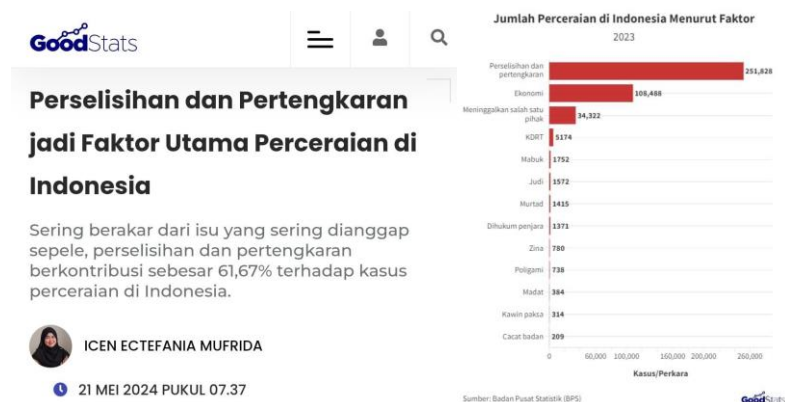 GoodStats
Perselisihan dan Pertengkaran
jadi Faktor Utama Perceraian di
Indonesia
Sering berakar dari isu yang sering dianggap
sepele, perselisihan dan pertengkaran
berkontribusi sebesar 61,67% terhadap kasus
perceraian di Indonesia.
ICEN ECTEFANIA MUFRIDA
21 MEI 2024 PUKUL 07.37
Jumlah Perceraian di Indonesia Menurut Faktor
2023
Perselisihan dan
pertengkaran 251,828
Ekonomi 108,488
Meninggalkan salah satu
pihak 34,322
KDRT 5174
Mabuk 1752
Judi 1572
Murtad 1415
Dihukum penjara 1371
Zina 780
Poligami 738
Madat 384
Kawin paksa 314
Cacat badan 209
0 60,000 100,000 160,000 200,000 260,000
Kasus/Perkara
Sumber: Badan Pusat Statistik (BPS)
GoodStats